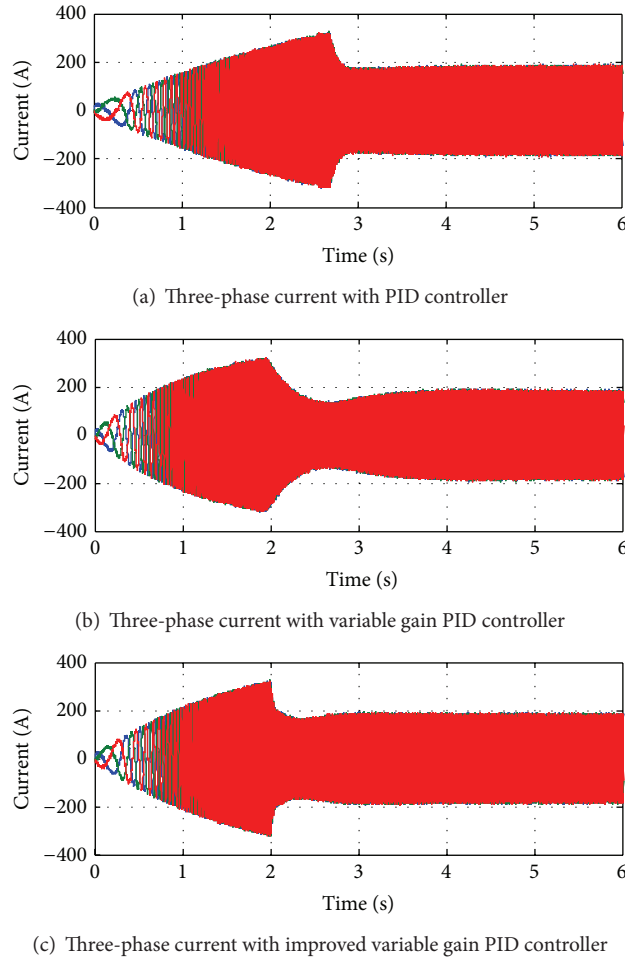 400
200
0
−200
−400
Current (A)
0 1 2 3 4 5 6
Time (s)
(a) Three-phase current with PID controller
400
200
0
−200
−400
Current (A)
0 1 2 3 4 5 6
Time (s)
(b) Three-phase current with variable gain PID controller
400
200
0
−200
−400
Current (A)
0 1 2 3 4 5 6
Time (s)
(c) Three-phase current with improved variable gain PID controller